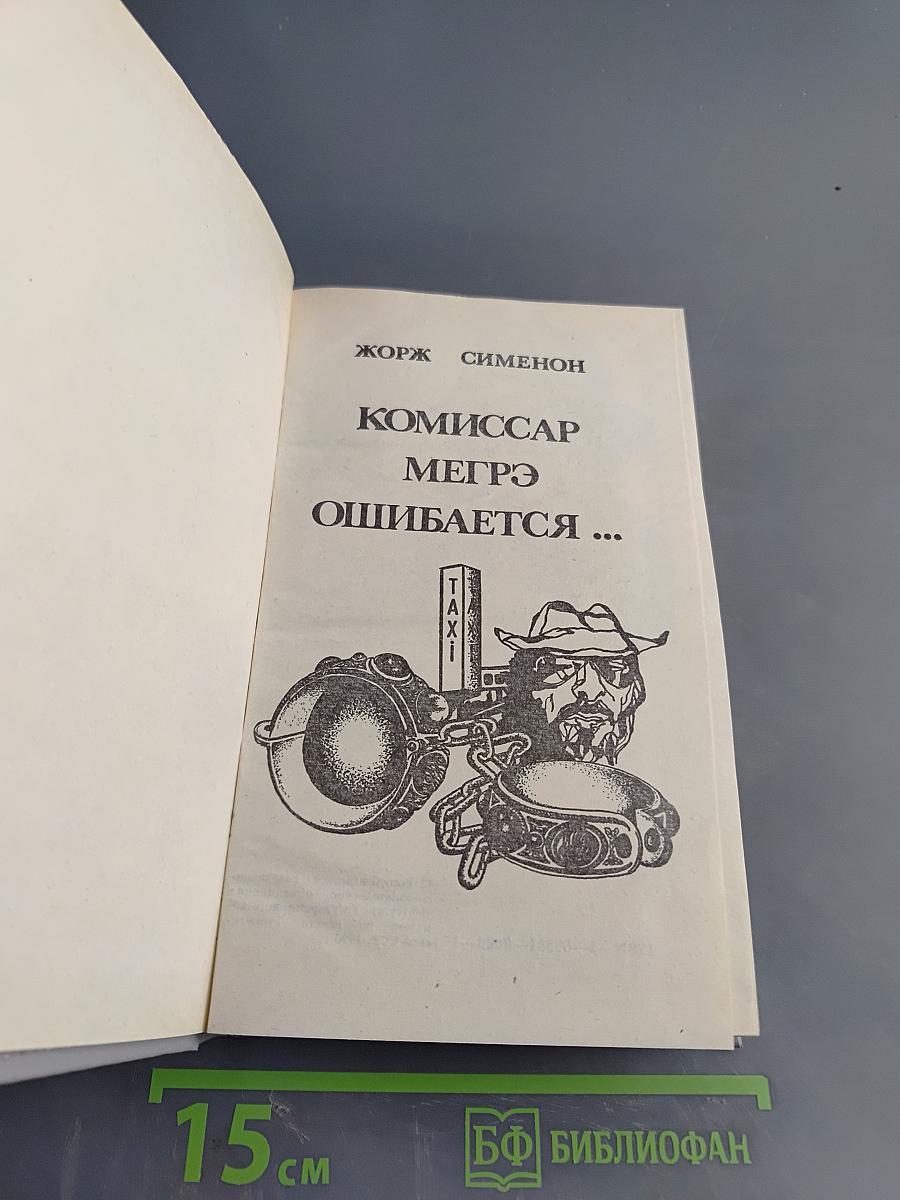 ЖОРЖ СИМЕНОН
КОМИССАР
МЕГРЭ
ОШИБАЕТСЯ ...
TAXi
15 см
БФ БИБЛИОФАН